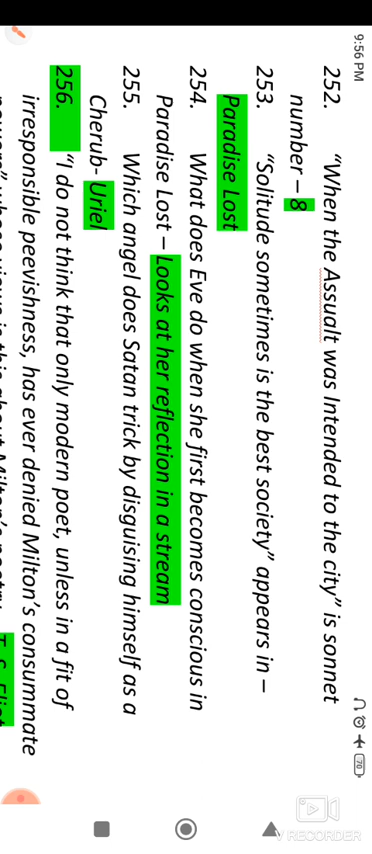 9:56 PM
70
252. "When the Assualt was Intended to the city" is sonnet
number – 8
253. "Solitude sometimes is the best society" appears in –
Paradise Lost
254. What does Eve do when she first becomes conscious in
Paradise Lost – Looks at her reflection in a stream
255. Which angel does Satan trick by disguising himself as a
Cherub- Uriel
256. "I do not think that only modern poet, unless in a fit of
irresponsible peevishness, has ever denied Milton's consummate
V RECORDER